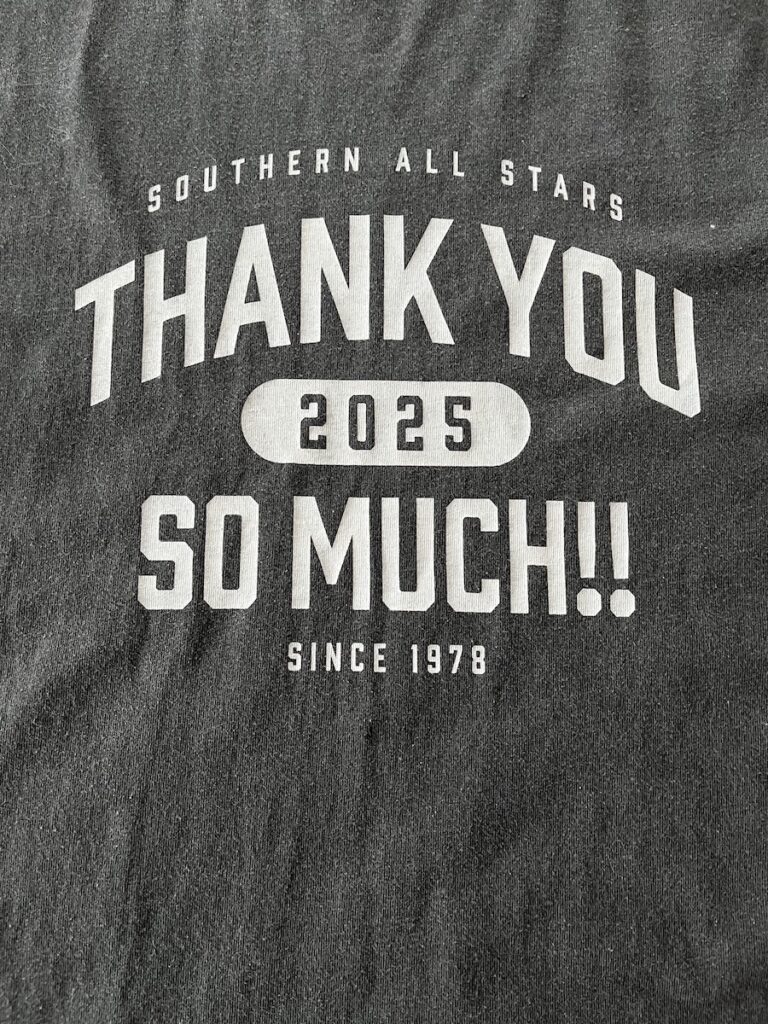 SOUTHERN ALL STARS
THANK YOU
2025
SO MUCH!!
SINCE 1978